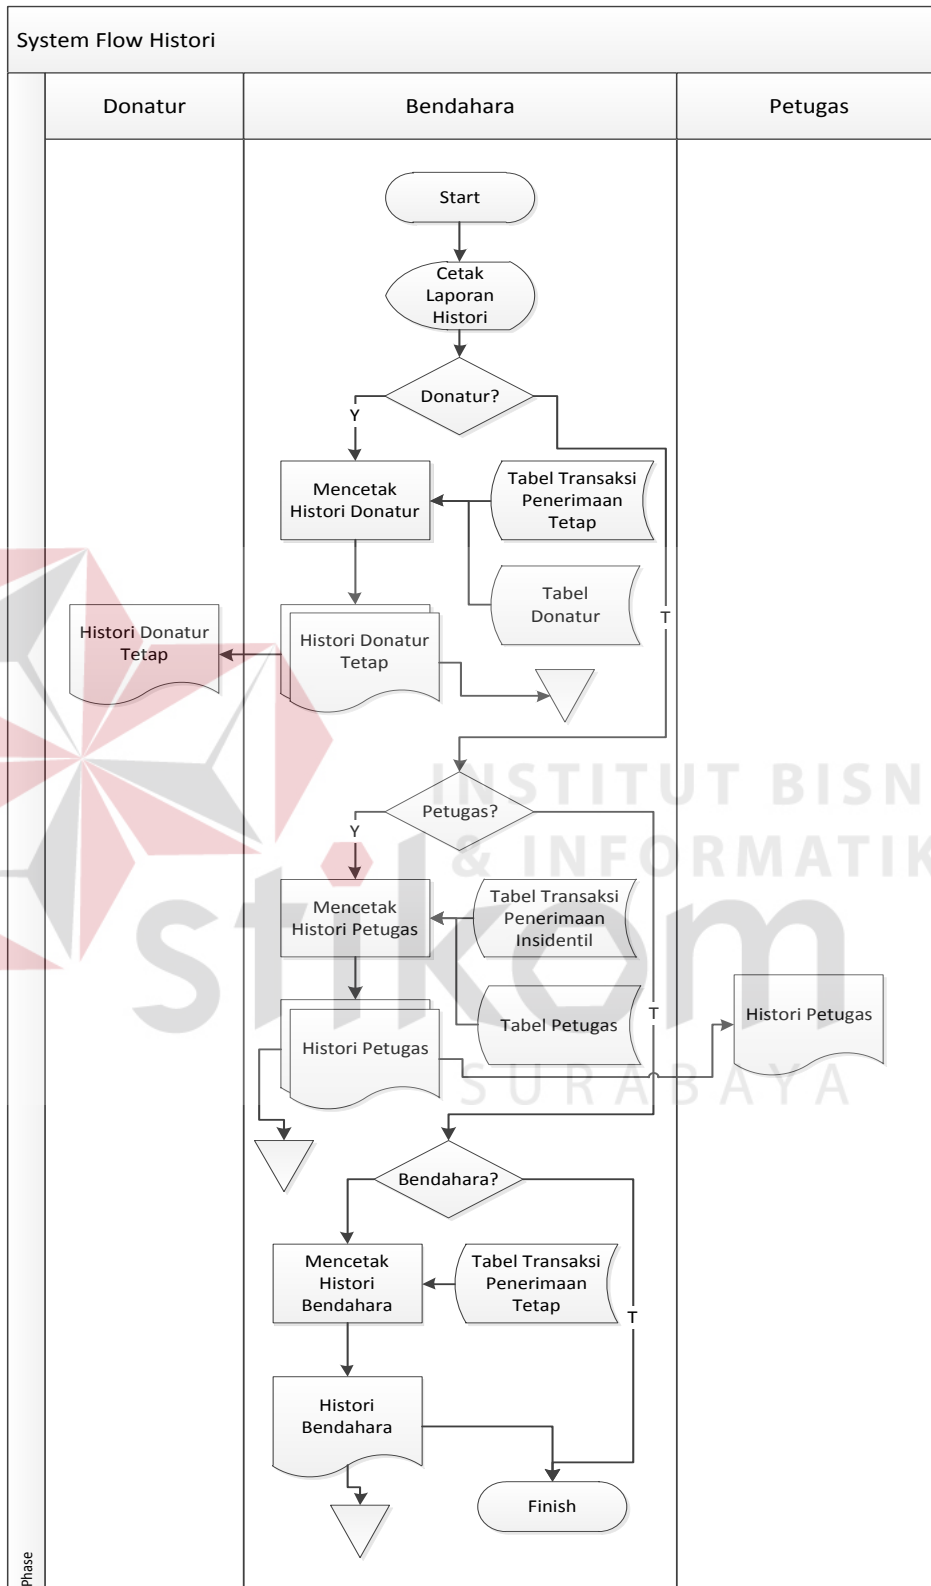 System Flow Histori
Donatur
Bendahara
Petugas
Start
Cetak
Laporan
Histori
Donatur?
Y
Mencetak
Histori Donatur
Tabel Transaksi
Penerimaan
Tetap
Tabel
Donatur
T
Histori Donatur
Tetap
Histori Donatur
Tetap
INSTITUT BISN
Petugas?
Y
& INFORMATIK
Mencetak
Histori Petugas
Tabel Transaksi
Penerimaan
Insidentil
stikom
T
Histori Petugas
Tabel Petugas
Histori Petugas
SURABAYA
Bendahara?
Mencetak
Histori
Bendahara
Tabel Transaksi
Penerimaan
Tetap
T
Histori
Bendahara
Finish
Phase